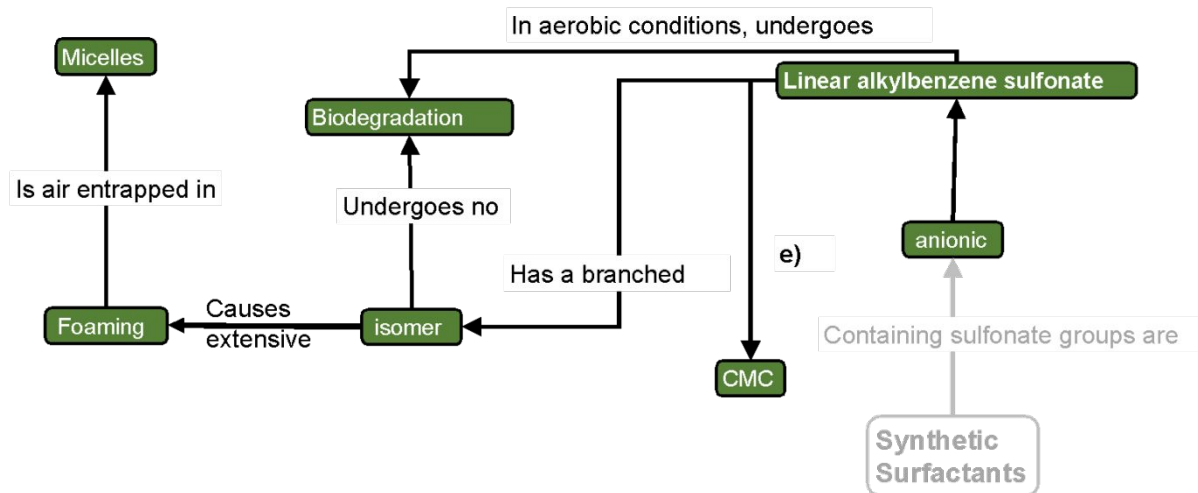 In aerobic conditions, undergoes
Micelles
Linear alkylbenzene sulfonate
Biodegradation
Is air entrapped in
Undergoes no
anionic
e)
Has a branched
Causes
extensive
Foaming
isomer
Containing sulfonate groups are
CMC
Synthetic
Surfactants